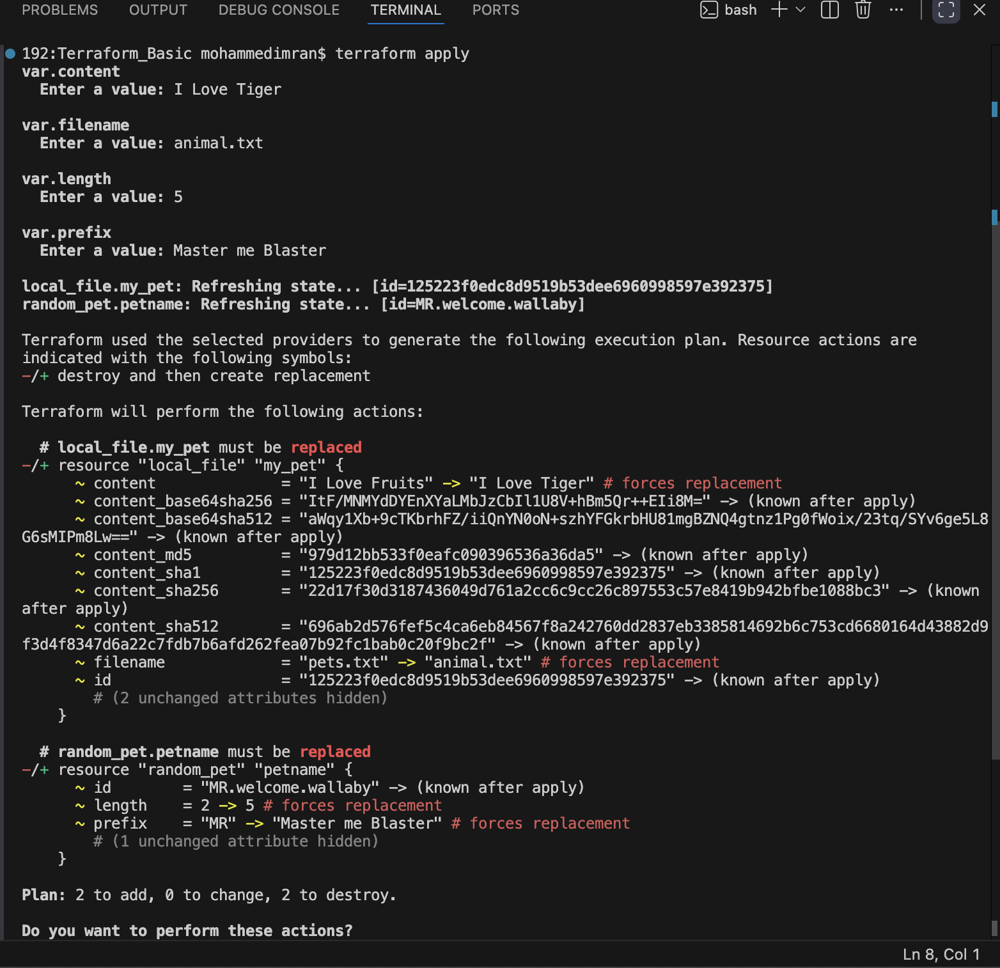 PROBLEMS OUTPUT DEBUG CONSOLE TERMINAL PORTS bash
192:Terraform_Basic mohammedimran$ terraform apply
var.content
  Enter a value: I Love Tiger
var.filename
  Enter a value: animal.txt
var.length
  Enter a value: 5
var.prefix
  Enter a value: Master me Blaster
local_file.my_pet: Refreshing state... [id=125223f0edc8d9519b53dee6960998597e392375]
random_pet.petname: Refreshing state... [id=MR.welcome.wallaby]
Terraform used the selected providers to generate the following execution plan. Resource actions are
indicated with the following symbols:
-/+ destroy and then create replacement
Terraform will perform the following actions:
  # local_file.my_pet must be replaced
-/+ resource "local_file" "my_pet" {
      ~ content              = "I Love Fruits" -> "I Love Tiger" # forces replacement
      ~ content_base64sha256 = "ItF/MNMYdDYEnXYaLMbJzCbIl1U8V+hBm5Qr++EIi8M=" -> (known after apply)
      ~ content_base64sha512 = "aWqy1Xb+9cTKbrhFZ/iiQnYN0oN+szhYFGkrbHU81mgBZNQ4gtnz1Pg0fWoix/23tq/SYv6ge5L8
G6sMIPm8Lw==" -> (known after apply)
      ~ content_md5          = "979d12bb533f0eafc090396536a36da5" -> (known after apply)
      ~ content_sha1         = "125223f0edc8d9519b53dee6960998597e392375" -> (known after apply)
      ~ content_sha256       = "22d17f30d3187436049d761a2cc6c9cc26c897553c57e8419b942bfbe1088bc3" -> (known
after apply)
      ~ content_sha512       = "696ab2d576fef5c4ca6eb84567f8a242760dd2837eb3385814692b6c753cd6680164d43882d9
f3d4f8347d6a22c7fdb7b6afd262fea07b92fc1bab0c20f9bc2f" -> (known after apply)
      ~ filename             = "pets.txt" -> "animal.txt" # forces replacement
      ~ id                   = "125223f0edc8d9519b53dee6960998597e392375" -> (known after apply)
        # (2 unchanged attributes hidden)
    }
  # random_pet.petname must be replaced
-/+ resource "random_pet" "petname" {
      ~ id        = "MR.welcome.wallaby" -> (known after apply)
      ~ length    = 2 -> 5 # forces replacement
      ~ prefix    = "MR" -> "Master me Blaster" # forces replacement
        # (1 unchanged attribute hidden)
    }
Plan: 2 to add, 0 to change, 2 to destroy.
Do you want to perform these actions?
Ln 8, Col 1